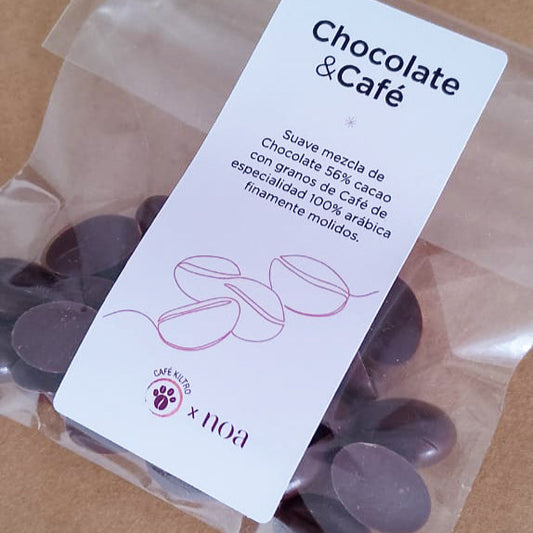 Chocolate
&Café
Suave mezcla de
Chocolate 56% cacao
con granos de Café de
especialidad 100% arábica
finamente molidos.
CAFÉ KILTRO
x noa